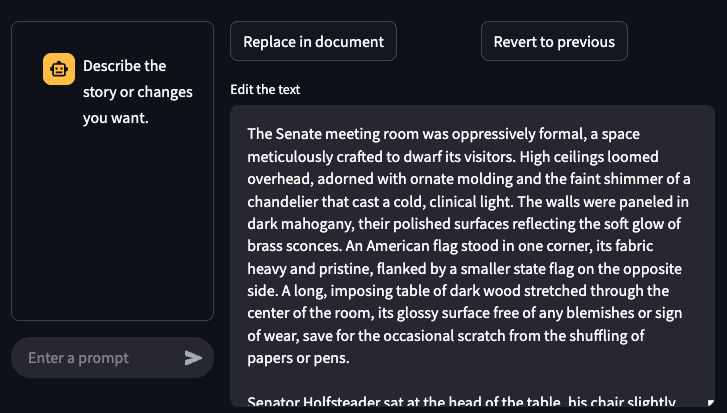 Describe the
story or changes
you want.
Enter a prompt
Replace in document
Revert to previous
Edit the text
The Senate meeting room was oppressively formal, a space
meticulously crafted to dwarf its visitors. High ceilings loomed
overhead, adorned with ornate molding and the faint shimmer of a
chandelier that cast a cold, clinical light. The walls were paneled in
dark mahogany, their polished surfaces reflecting the soft glow of
brass sconces. An American flag stood in one corner, its fabric
heavy and pristine, flanked by a smaller state flag on the opposite
side. A long, imposing table of dark wood stretched through the
center of the room, its glossy surface free of any blemishes or sign
of wear, save for the occasional scratch from the shuffling of
papers or pens.
Senator Holfsteader sat at the head of the table, his chair slightly